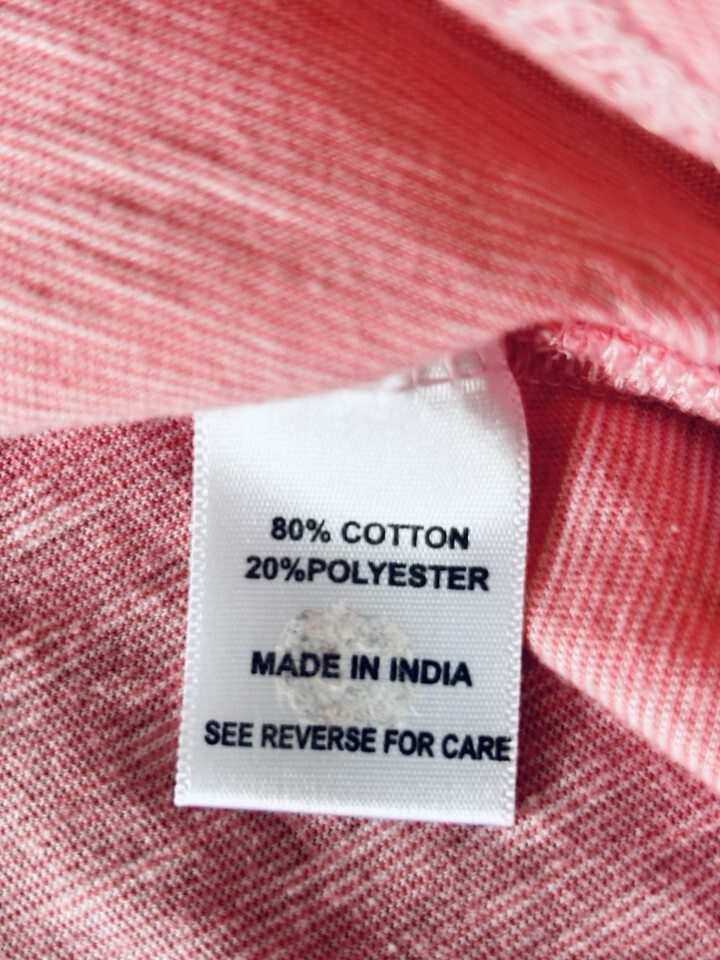 80% COTTON
20%POLYESTER
MADE IN INDIA
SEE REVERSE FOR CARE